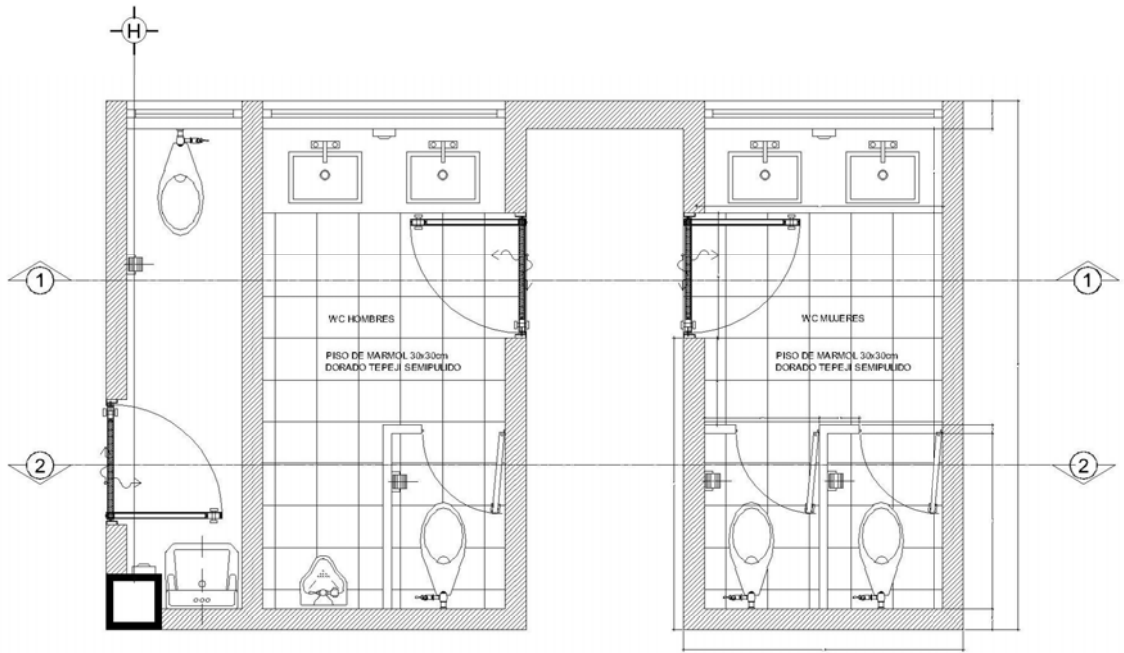 H
1
1
WC HOMBRES
WC MUJERES
PISO DE MARMOL 30x30cm
DORADO TEPEJI SEMIPULIDO
PISO DE MARMOL 30x30cm
DORADO TEPEJI SEMIPULIDO
2
2